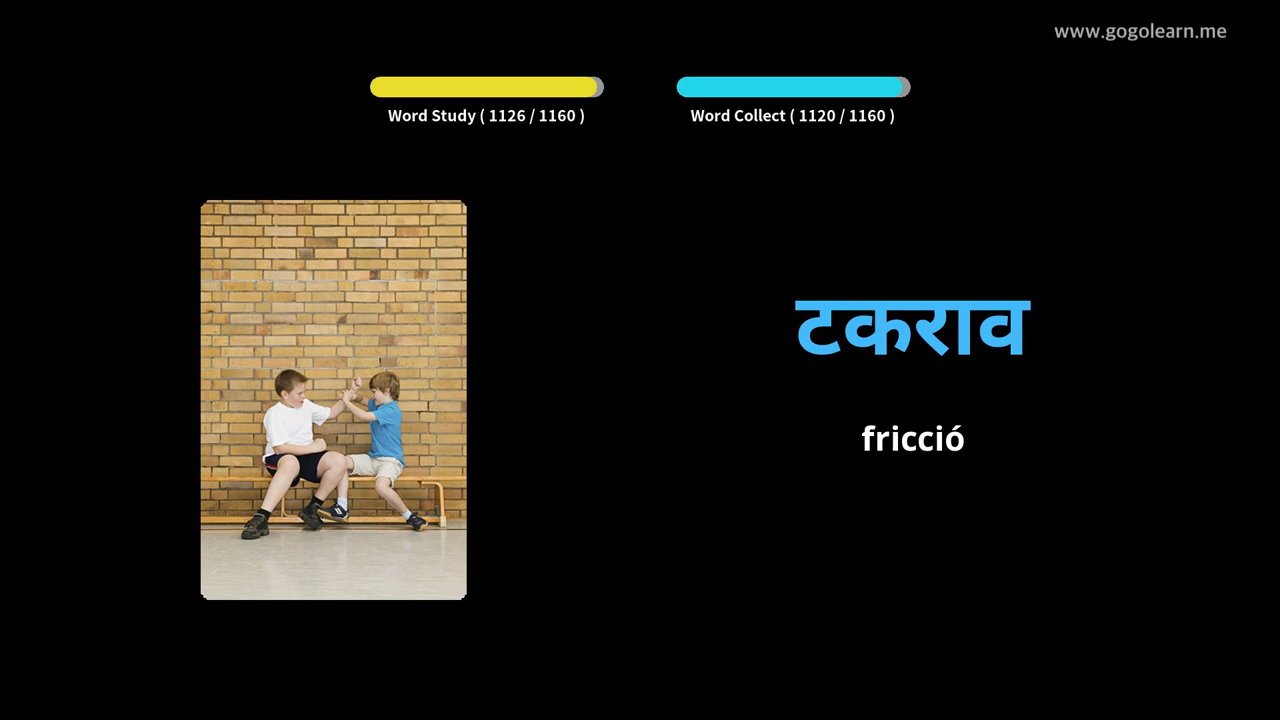 www.gogolearn.me
Word Study ( 1126 / 1160 )
Word Collect ( 1120 / 1160 )
टकराव
fricció